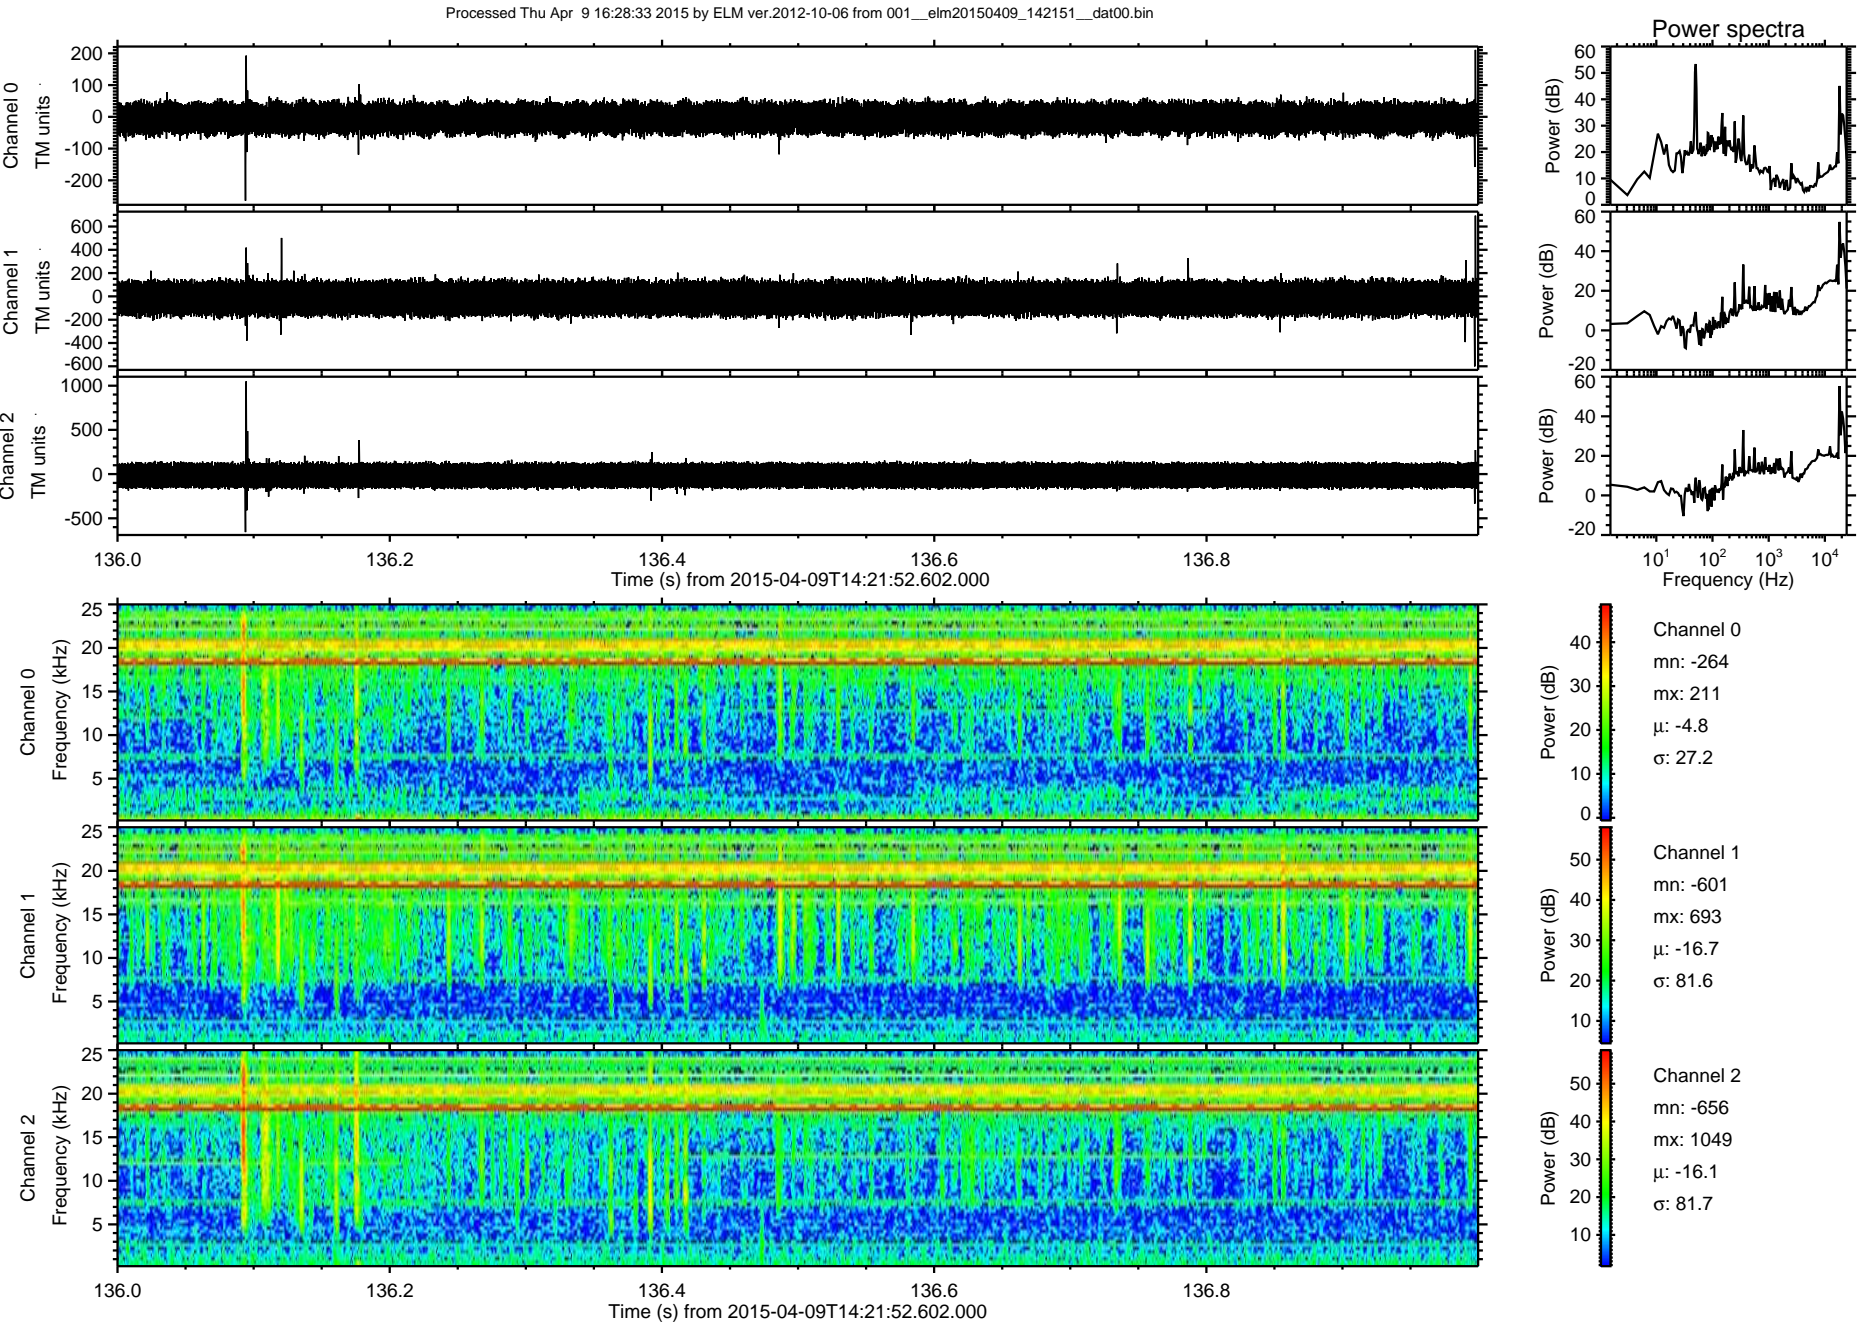 Processed Thu Apr  9 16:28:33 2015 by ELM ver.2012-10-06 from 001__elm20150409_142151__dat00.bin
Power spectra
Channel 0
TM units
200
100
0
-100
-200
Power (dB)
60
50
40
30
20
10
0
Channel 1
TM units
600
400
200
0
-200
-400
-600
Power (dB)
60
40
20
0
-20
Channel 2
TM units
1000
500
0
-500
Power (dB)
60
40
20
0
-20
136.0 136.2 136.4 136.6 136.8
Time (s) from 2015-04-09T14:21:52.602.000
10¹ 10² 10³ 10⁴
Frequency (Hz)
Channel 0
Frequency (kHz)
25
20
15
10
5
Power (dB)
40
30
20
10
0
Channel 0
mn: -264
mx: 211
μ: -4.8
σ: 27.2
Channel 1
Frequency (kHz)
25
20
15
10
5
Power (dB)
50
40
30
20
10
Channel 1
mn: -601
mx: 693
μ: -16.7
σ: 81.6
Channel 2
Frequency (kHz)
25
20
15
10
5
Power (dB)
50
40
30
20
10
Channel 2
mn: -656
mx: 1049
μ: -16.1
σ: 81.7
136.0 136.2 136.4 136.6 136.8
Time (s) from 2015-04-09T14:21:52.602.000